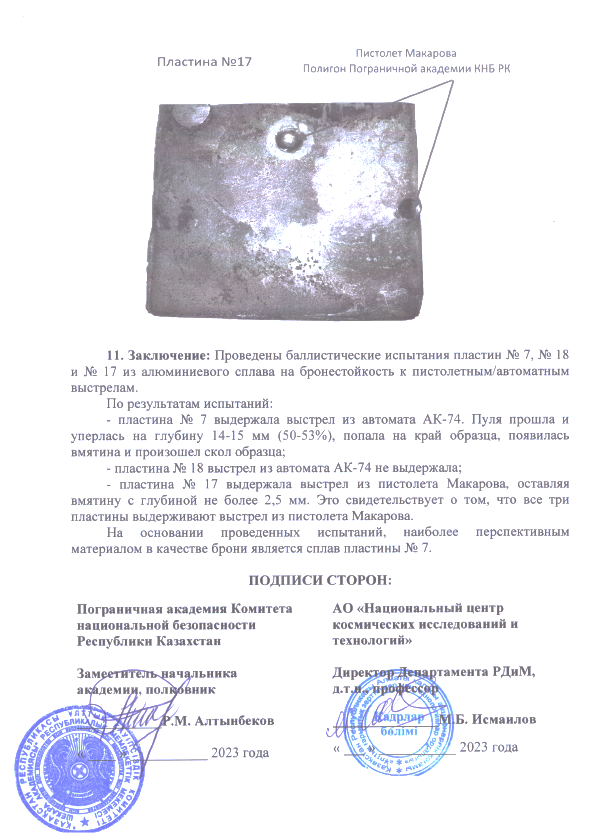 Пластина №17
Пистолет Макарова
Полигон Пограничной академии КНБ РК
11. Заключение: Проведены баллистические испытания пластин № 7, № 18
и № 17 из алюминиевого сплава на бронестойкость к пистолетным/автоматным
выстрелам.
По результатам испытаний:
- пластина № 7 выдержала выстрел из автомата АК-74. Пуля прошла и
уперлась на глубину 14-15 мм (50-53%), попала на край образца, появилась
вмятина и произошел скол образца;
- пластина № 18 выстрел из автомата АК-74 не выдержала;
- пластина № 17 выдержала выстрел из пистолета Макарова, оставляя
вмятину с глубиной не более 2,5 мм. Это свидетельствует о том, что все три
пластины выдерживают выстрел из пистолета Макарова.
На основании проведенных испытаний, наиболее перспективным
материалом в качестве брони является сплав пластины № 7.
ПОДПИСИ СТОРОН:
Пограничная академия Комитета
национальной безопасности
Республики Казахстан
Заместитель начальника
академии, полковник
Р.М. Алтынбеков
« » 2023 года
АО «Национальный центр
космических исследований и
технологий»
Директор Департамента РДиМ,
д.т.н., профессор
М.Б. Исмаилов
« » 2023 года
Кадрлар
бөлімі